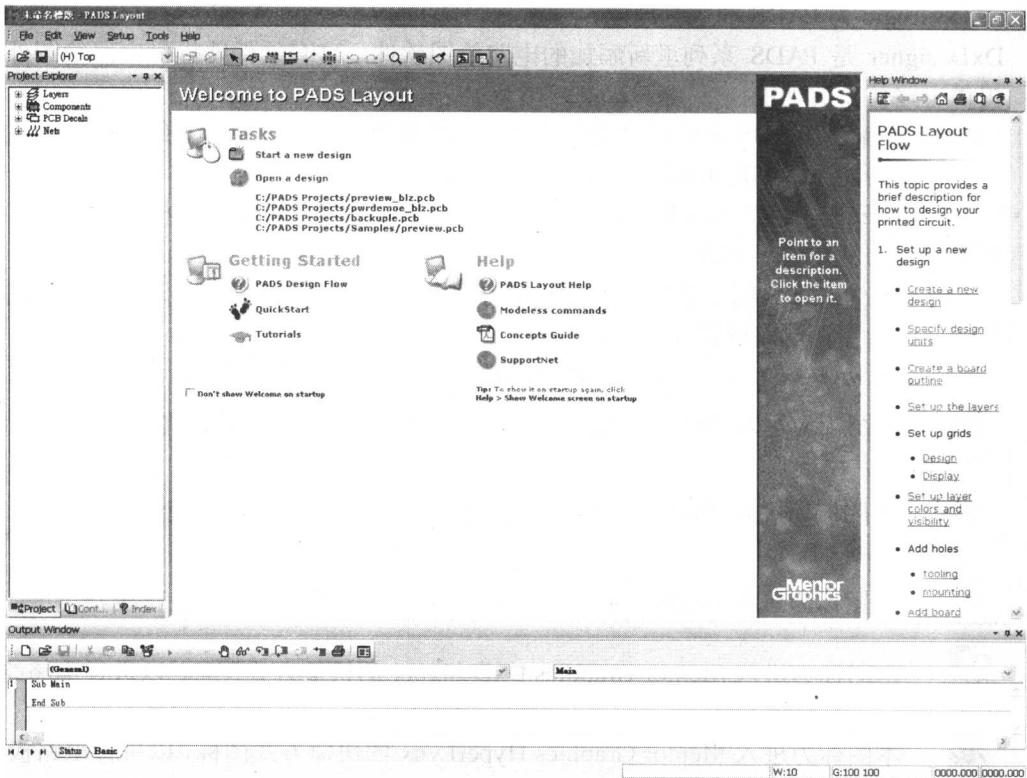 未命名標題 - PADS Layout
File Edit View Setup Tools Help
(H) Top
Project Explorer
Layers
Components
PCB Decals
Nets
Project Cont... Index
Welcome to PADS Layout
Tasks
Start a new design
Open a design
C:/PADS Projects/preview_blz.pcb
C:/PADS Projects/pwrdemoe_blz.pcb
C:/PADS Projects/backuple.pcb
C:/PADS Projects/Samples/preview.pcb
Getting Started
PADS Design Flow
QuickStart
Tutorials
Help
PADS Layout Help
Modeless commands
Concepts Guide
SupportNet
Don't show Welcome on startup
Tip: To show it on startup again, click
Help > Show Welcome screen on startup
PADS
Point to an
item for a
description.
Click the item
to open it.
Mentor
Graphics
Help Window
PADS Layout
Flow
This topic provides a
brief description for
how to design your
printed circuit.
1. Set up a new
design
Create a new
design
Specify design
units
Create a board
outline
Set up the layers
Set up grids
Design
Display
Set up layer
colors and
visibility
Add holes
tooling
mounting
Add board
Output Window
(General) Main
Sub Main
End Sub
Status Basic
W:10 G:100 100 0000.000 0000.000